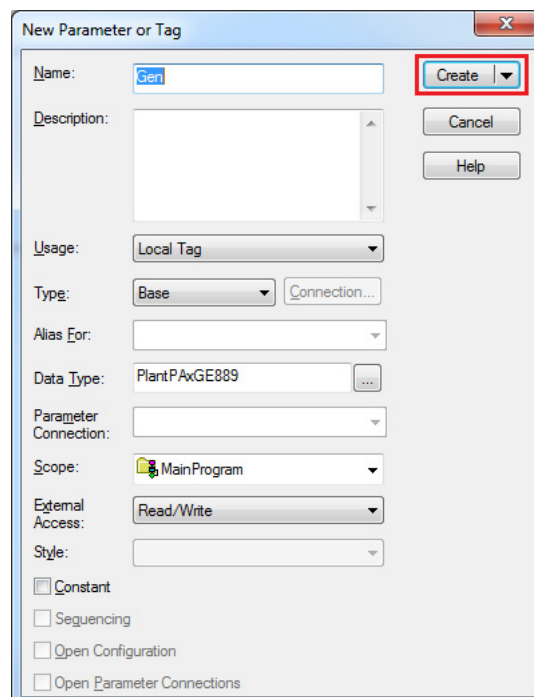 New Parameter or Tag
Name: Gen Create
Description: Cancel
Help
Usage: Local Tag
Type: Base Connection...
Alias For:
Data Type: PlantPAxGE889 ...
Parameter
Connection:
Scope: MainProgram
External
Access: Read/Write
Style:
Constant
Sequencing
Open Configuration
Open Parameter Connections